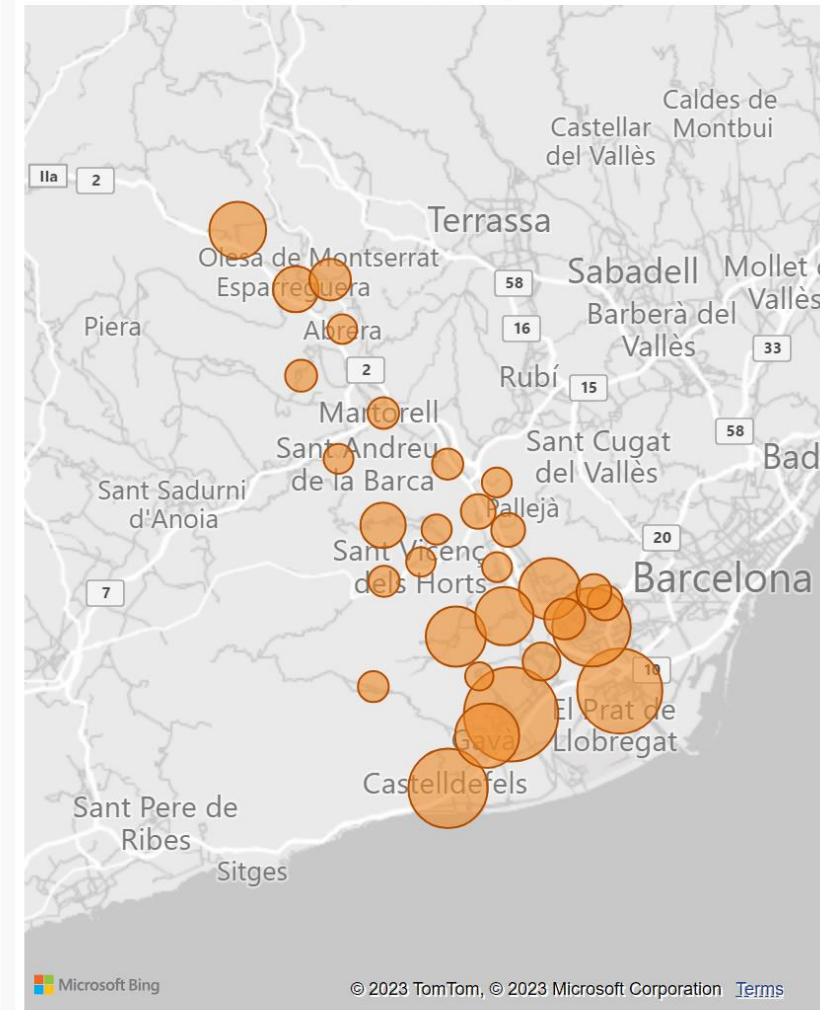 Caldes de
Montbui
Castellar
del Vallès
IIa
2
Terrassa
Olesa de Montserrat
Esparreguera
58
Sabadell
Mollet
Vallès
Barberà del
Vallès
16
Piera
Abrera
33
2
Rubí
15
Martorell
58
Sant Andreu
de la Barca
Sant Cugat
del Vallès
Bad
Sant Sadurni
d'Anoia
Pallejà
20
Sant Vicenç
dels Horts
Barcelona
7
10
El Prat de
Llobregat
Gavà
Castelldefels
Sant Pere de
Ribes
Sitges
Microsoft Bing
© 2023 TomTom, © 2023 Microsoft Corporation Terms